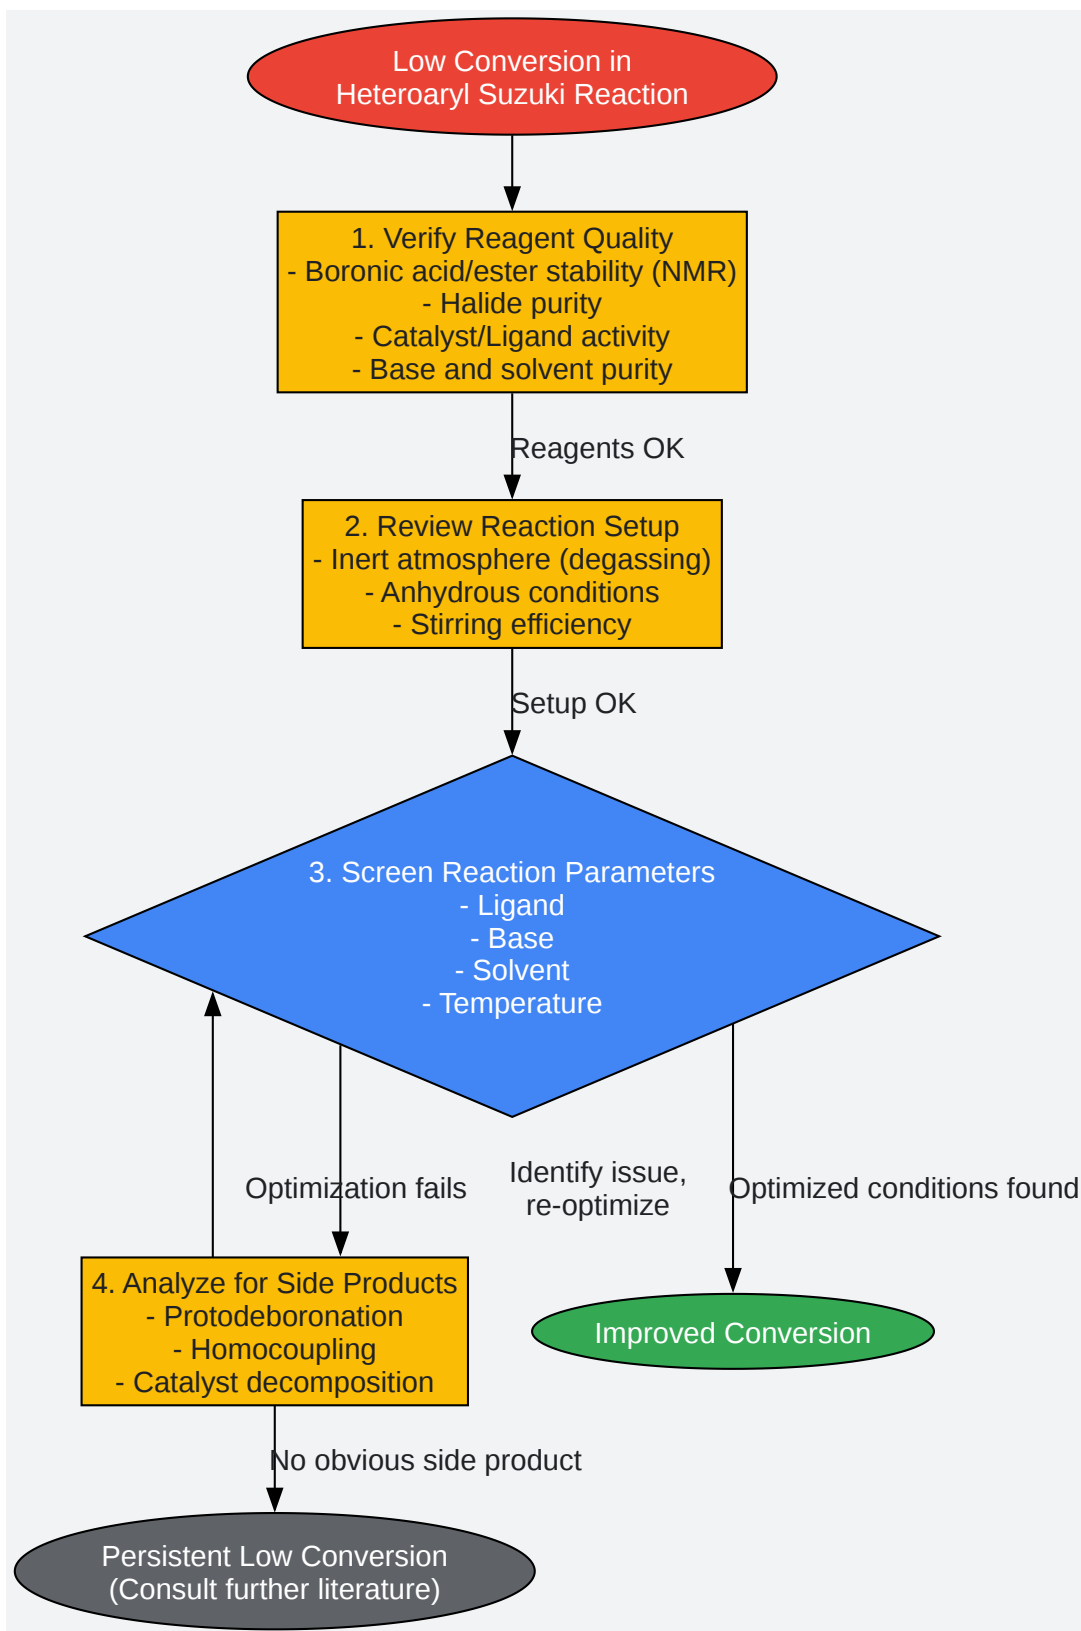 Low Conversion in
Heteroaryl Suzuki Reaction
1. Verify Reagent Quality
- Boronic acid/ester stability (NMR)
- Halide purity
- Catalyst/Ligand activity
- Base and solvent purity
Reagents OK
2. Review Reaction Setup
- Inert atmosphere (degassing)
- Anhydrous conditions
- Stirring efficiency
Setup OK
3. Screen Reaction Parameters
- Ligand
- Base
- Solvent
- Temperature
Optimization fails
Identify issue,
re-optimize
Optimized conditions found
4. Analyze for Side Products
- Protodeboronation
- Homocoupling
- Catalyst decomposition
Improved Conversion
No obvious side product
Persistent Low Conversion
(Consult further literature)